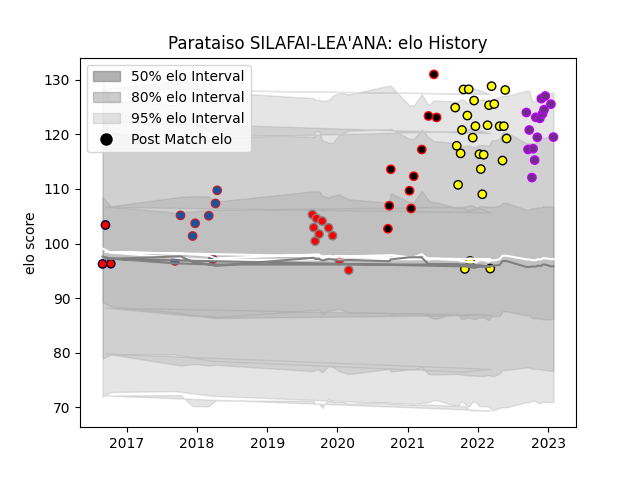 Parataiso SILAFAI-LEA'ANA: elo History
50% elo Interval
80% elo Interval
95% elo Interval
Post Match elo
elo score
130
120
110
100
90
80
70
2017 2018 2019 2020 2021 2022 2023